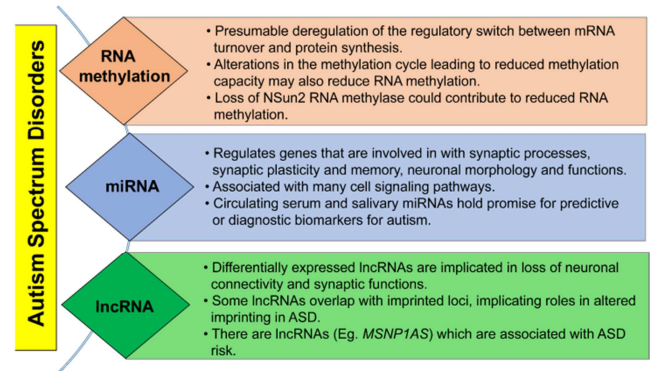 Autism Spectrum Disorders
RNA
methylation
• Presumable deregulation of the regulatory switch between mRNA
turnover and protein synthesis.
• Alterations in the methylation cycle leading to reduced methylation
capacity may also reduce RNA methylation.
• Loss of NSun2 RNA methylase could contribute to reduced RNA
methylation.
miRNA
• Regulates genes that are involved in with synaptic processes,
synaptic plasticity and memory, neuronal morphology and functions.
• Associated with many cell signaling pathways.
• Circulating serum and salivary miRNAs hold promise for predictive
or diagnostic biomarkers for autism.
lncRNA
• Differentially expressed lncRNAs are implicated in loss of neuronal
connectivity and synaptic functions.
• Some lncRNAs overlap with imprinted loci, implicating roles in altered
imprinting in ASD.
• There are lncRNAs (Eg. MSNP1AS) which are associated with ASD
risk.